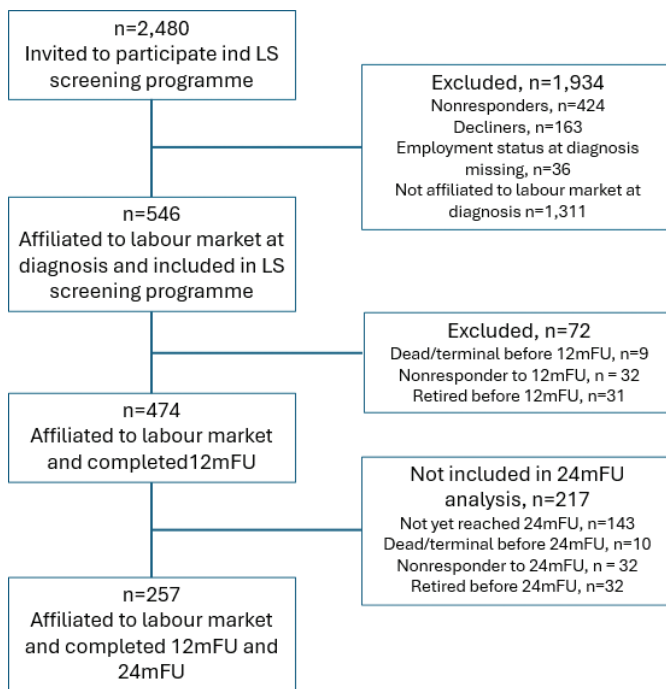 n=2,480
Invited to participate ind LS
screening programme
Excluded, n=1,934
Nonresponders, n=424
Decliners, n=163
Employment status at diagnosis
missing, n=36
Not affiliated to labour market at
diagnosis n=1,311
n=546
Affiliated to labour market at
diagnosis and included in LS
screening programme
Excluded, n=72
Dead/terminal before 12mFU, n=9
Nonresponder to 12mFU, n = 32
Retired before 12mFU, n=31
n=474
Affiliated to labour market
and completed12mFU
Not included in 24mFU
analysis, n=217
Not yet reached 24mFU, n=143
Dead/terminal before 24mFU, n=10
Nonresponder to 24mFU, n = 32
Retired before 24mFU, n=32
n=257
Affiliated to labour market
and completed 12mFU and
24mFU